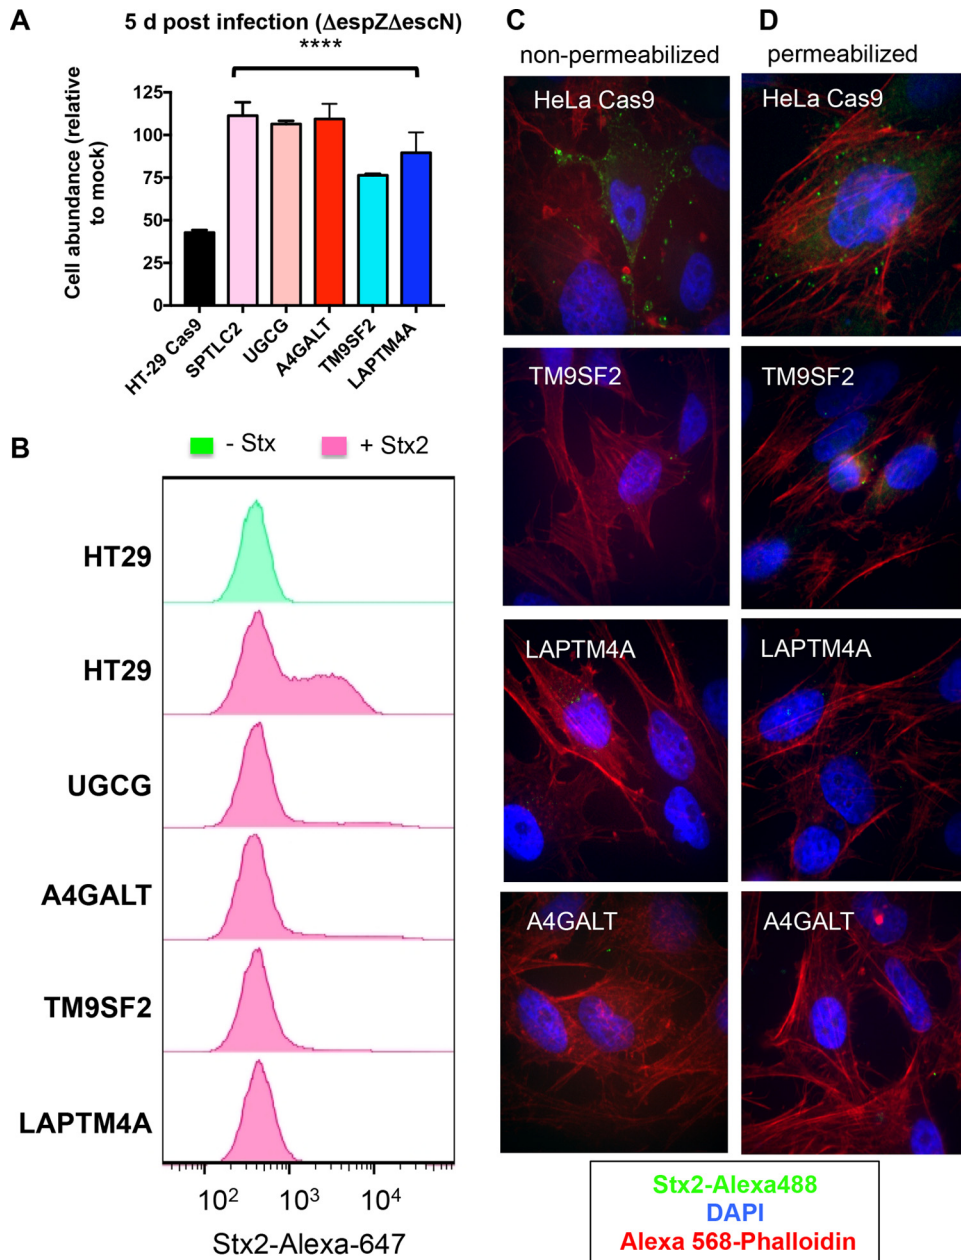 A
5 d post infection (ΔespZΔescN)
****
Cell abundance (relative
to mock)
125
100
75
50
25
0
HT-29 Cas9
SPTLC2
UGCG
A4GALT
TM9SF2
LAPTM4A
B
- Stx
+ Stx2
HT29
HT29
UGCG
A4GALT
TM9SF2
LAPTM4A
10²
10³
10⁴
Stx2-Alexa-647
C
non-permeabilized
HeLa Cas9
TM9SF2
LAPTM4A
A4GALT
D
permeabilized
HeLa Cas9
TM9SF2
LAPTM4A
A4GALT
Stx2-Alexa488
DAPI
Alexa 568-Phalloidin